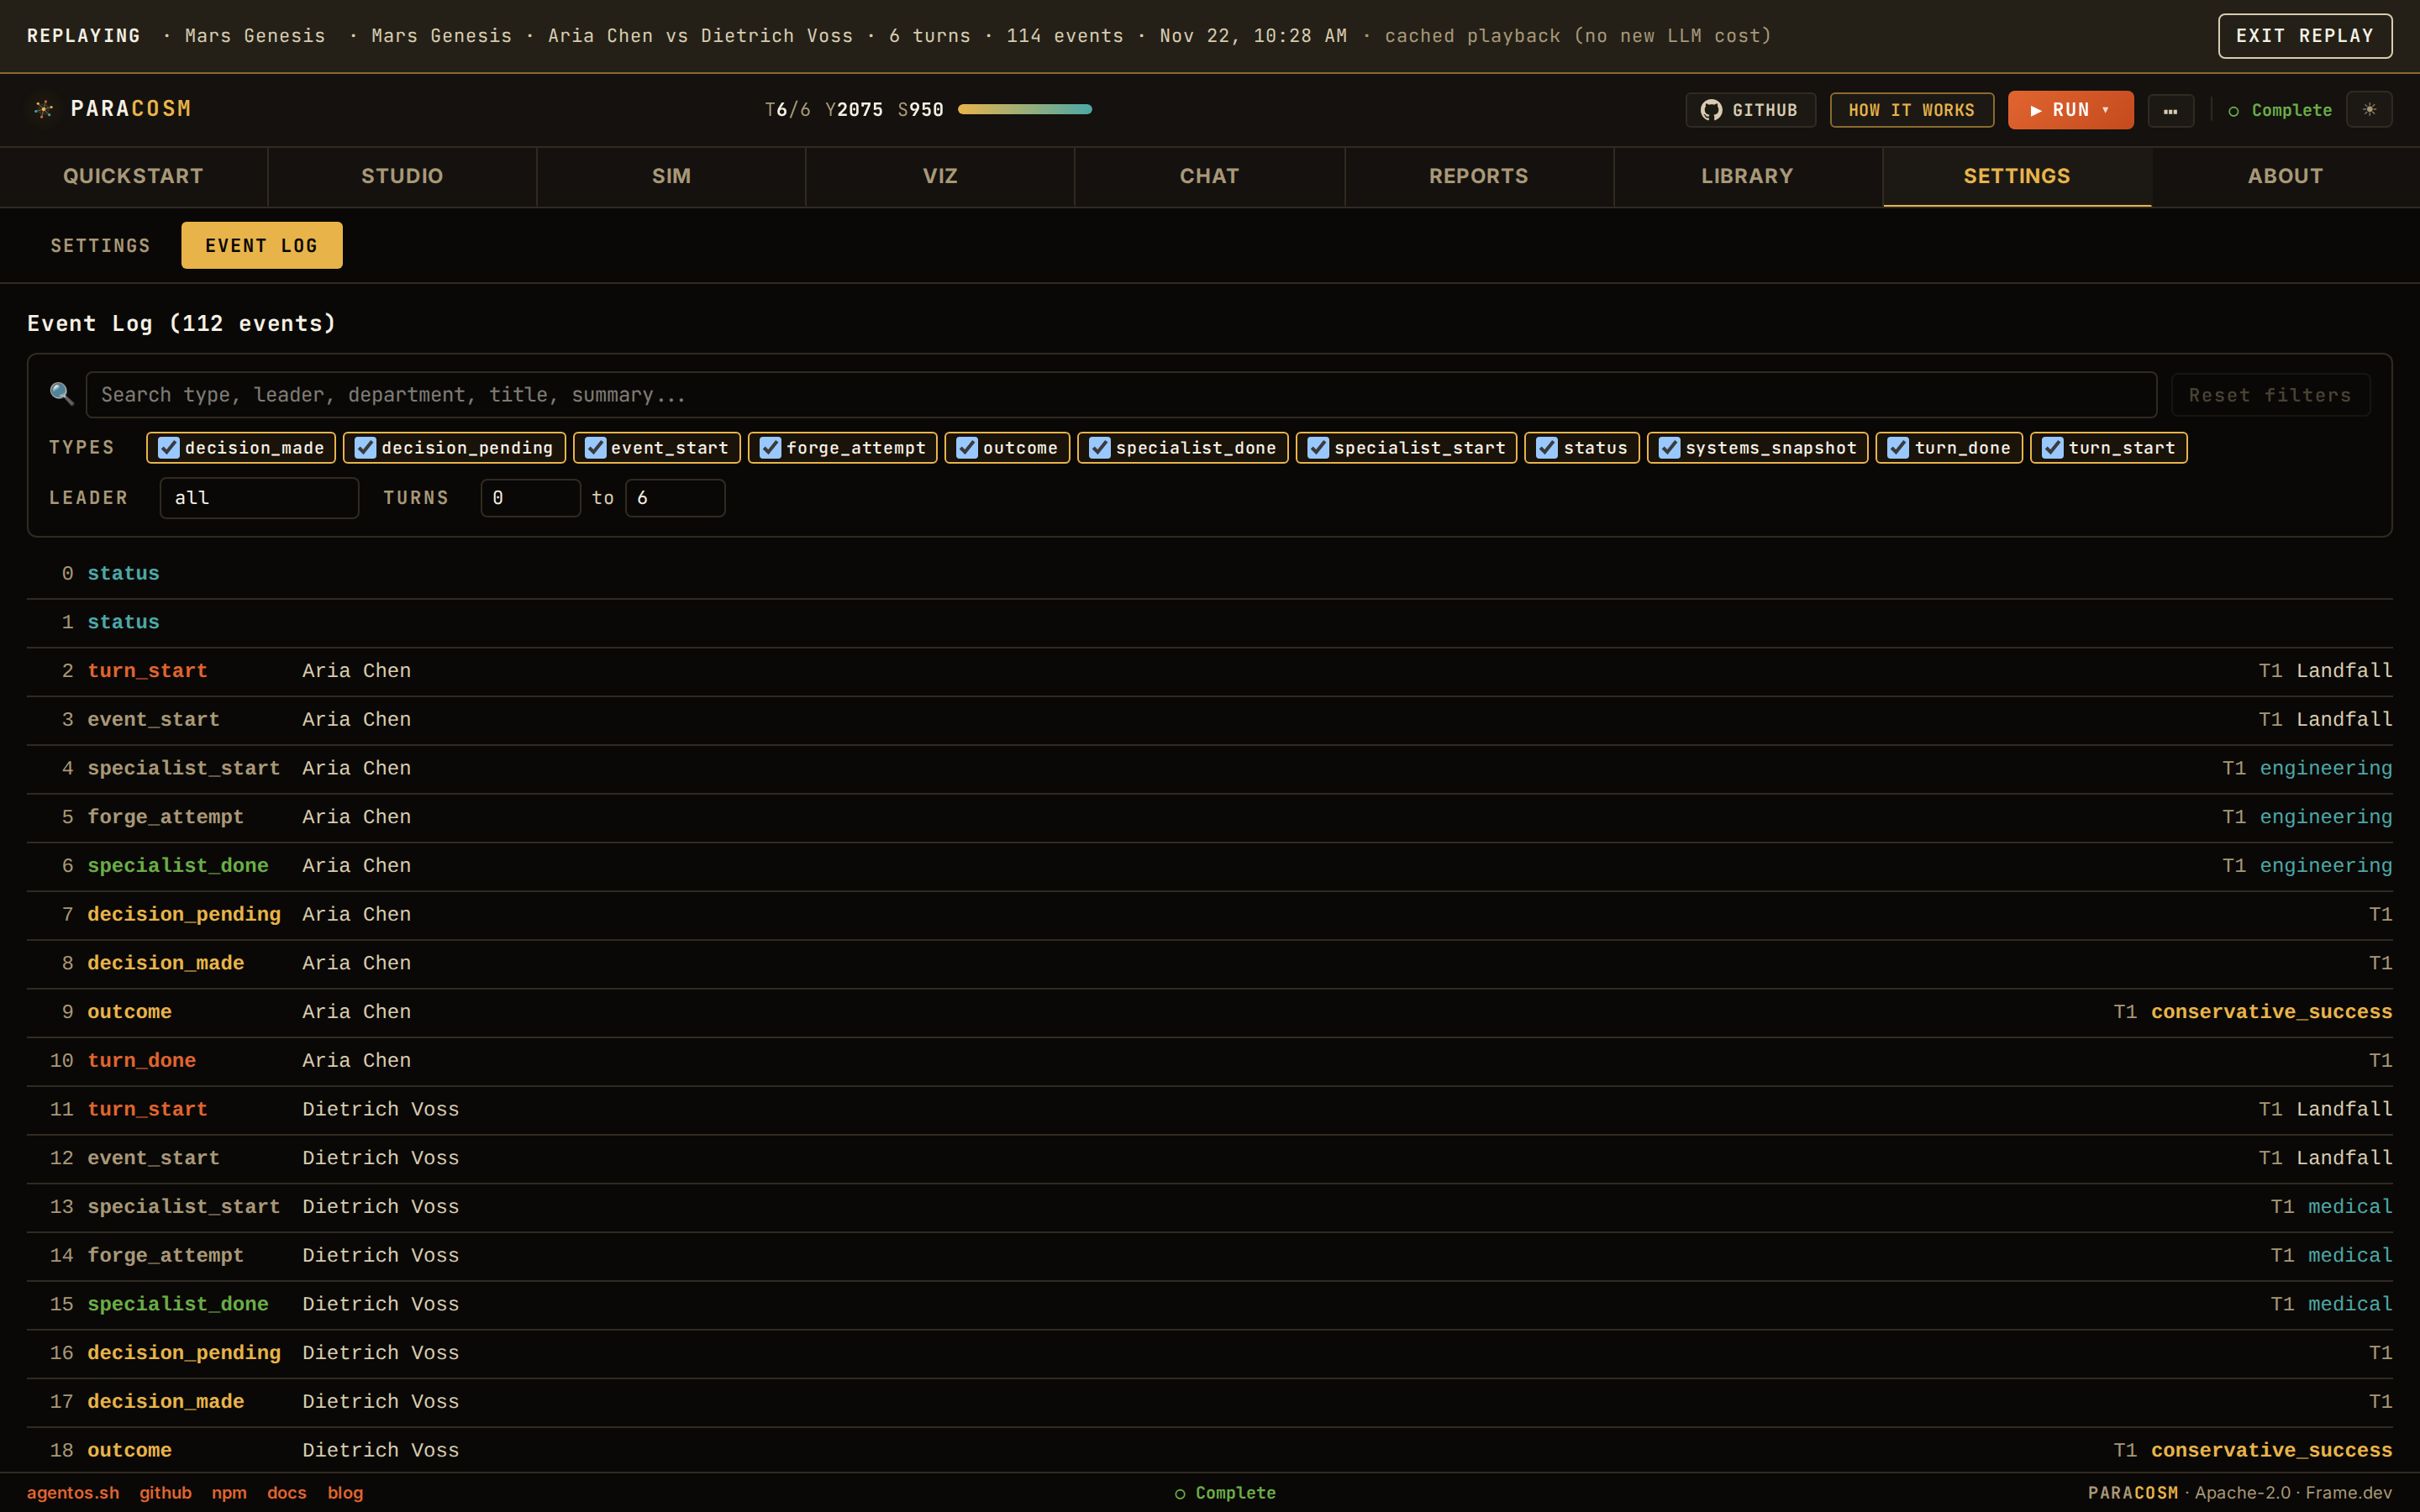 REPLAYING · Mars Genesis · Mars Genesis · Aria Chen vs Dietrich Voss · 6 turns · 114 events · Nov 22, 10:28 AM · cached playback (no new LLM cost) EXIT REPLAY
PARACOSM T6/6 Y2075 S950 GITHUB HOW IT WORKS ▶ RUN ▾ … ○ Complete ☀
QUICKSTART STUDIO SIM VIZ CHAT REPORTS LIBRARY SETTINGS ABOUT
SETTINGS EVENT LOG
Event Log (112 events)
🔍 Search type, leader, department, title, summary... Reset filters
TYPES decision_made decision_pending event_start forge_attempt outcome specialist_done specialist_start status systems_snapshot turn_done turn_start
LEADER all TURNS 0 to 6
0 status
1 status
2 turn_start Aria Chen T1 Landfall
3 event_start Aria Chen T1 Landfall
4 specialist_start Aria Chen T1 engineering
5 forge_attempt Aria Chen T1 engineering
6 specialist_done Aria Chen T1 engineering
7 decision_pending Aria Chen T1
8 decision_made Aria Chen T1
9 outcome Aria Chen T1 conservative_success
10 turn_done Aria Chen T1
11 turn_start Dietrich Voss T1 Landfall
12 event_start Dietrich Voss T1 Landfall
13 specialist_start Dietrich Voss T1 medical
14 forge_attempt Dietrich Voss T1 medical
15 specialist_done Dietrich Voss T1 medical
16 decision_pending Dietrich Voss T1
17 decision_made Dietrich Voss T1
18 outcome Dietrich Voss T1 conservative_success
agentos.sh github npm docs blog ○ Complete PARACOSM · Apache-2.0 · Frame.dev